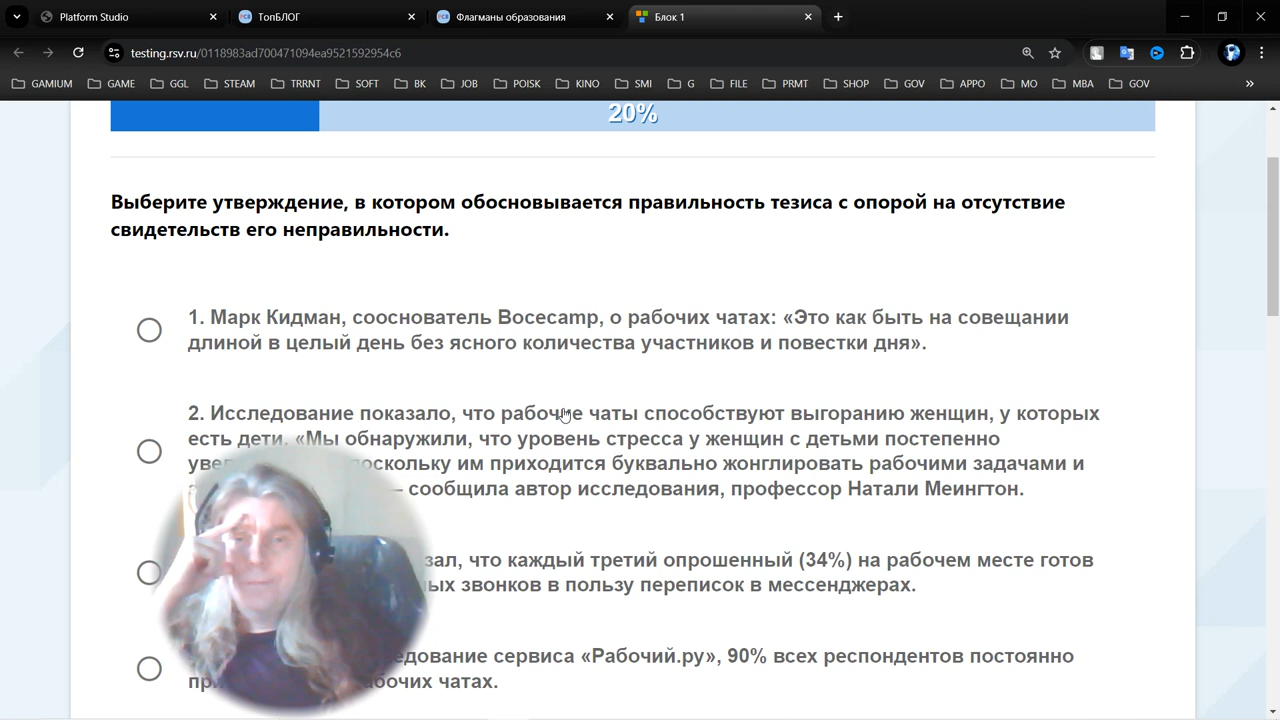 Platform Studio
ТопБЛОГ
Флагманы образования
Блок 1
testing.rsv.ru/0118983ad700471094ea9521592954c6
GAMIUM GAME GGL STEAM TRRNT SOFT BK JOB POISK KINO SMI G FILE PRMT SHOP GOV APPO MO MBA GOV
20%
Выберите утверждение, в котором обосновывается правильность тезиса с опорой на отсутствие
свидетельств его неправильности.
1. Марк Кидман, сооснователь Bocecamp, о рабочих чатах: «Это как быть на совещании
длиной в целый день без ясного количества участников и повестки дня».
2. Исследование показало, что рабочие чаты способствуют выгоранию женщин, у которых
есть дети. «Мы обнаружили, что уровень стресса у женщин с детьми постепенно
поскольку им приходится буквально жонглировать рабочими задачами и
— сообщила автор исследования, профессор Натали Меингтон.
что каждый третий опрошенный (34%) на рабочем месте готов
звонков в пользу переписок в мессенджерах.
сервиса «Рабочий.ру», 90% всех респондентов постоянно
чатах.